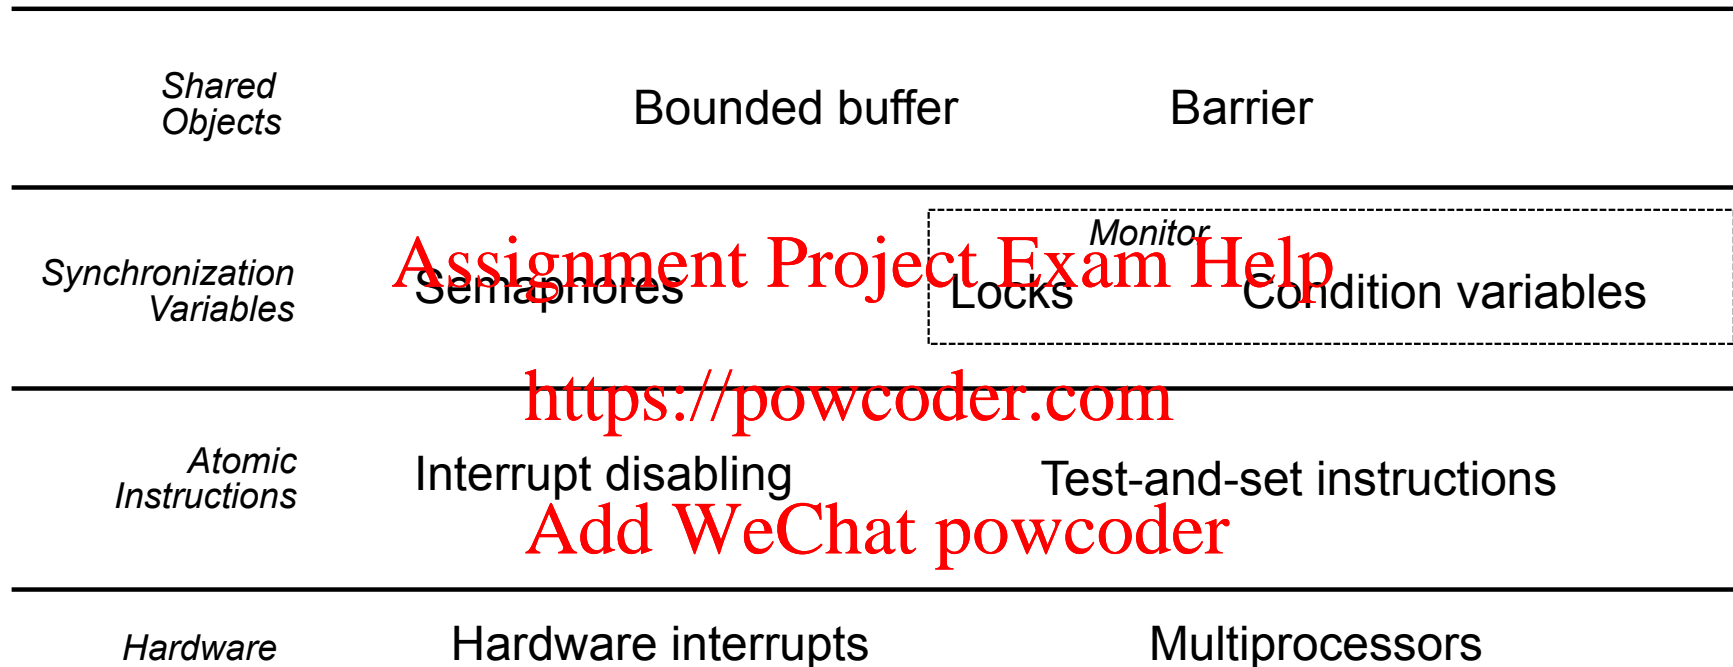 Shared
Objects
Bounded buffer
Barrier
Monitor
Assignment Project Exam Help
Synchronization
Variables
Semaphores
Locks
Condition variables
https://powcoder.com
Atomic
Instructions
Interrupt disabling
Test-and-set instructions
Add WeChat powcoder
Hardware
Hardware interrupts
Multiprocessors